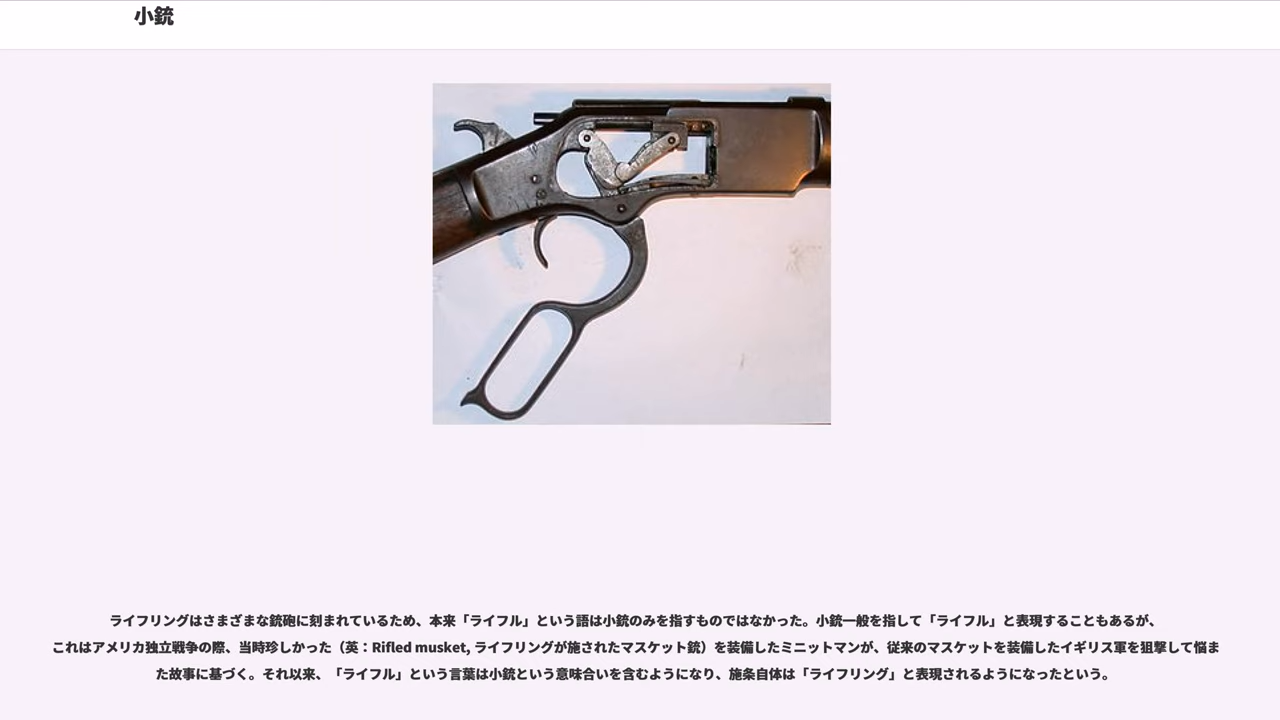 小銃
ライフリングはさまざまな銃砲に刻まれているため、本来「ライフル」という語は小銃のみを指すものではなかった。小銃一般を指して「ライフル」と表現することもあるが、
これはアメリカ独立戦争の際、当時珍しかった（英：Rifled musket, ライフリングが施されたマスケット銃）を装備したミニットマンが、従来のマスケットを装備したイギリス軍を狙撃して悩ま
た故事に基づく。それ以来、「ライフル」という言葉は小銃という意味合いを含むようになり、施条自体は「ライフリング」と表現されるようになったという。